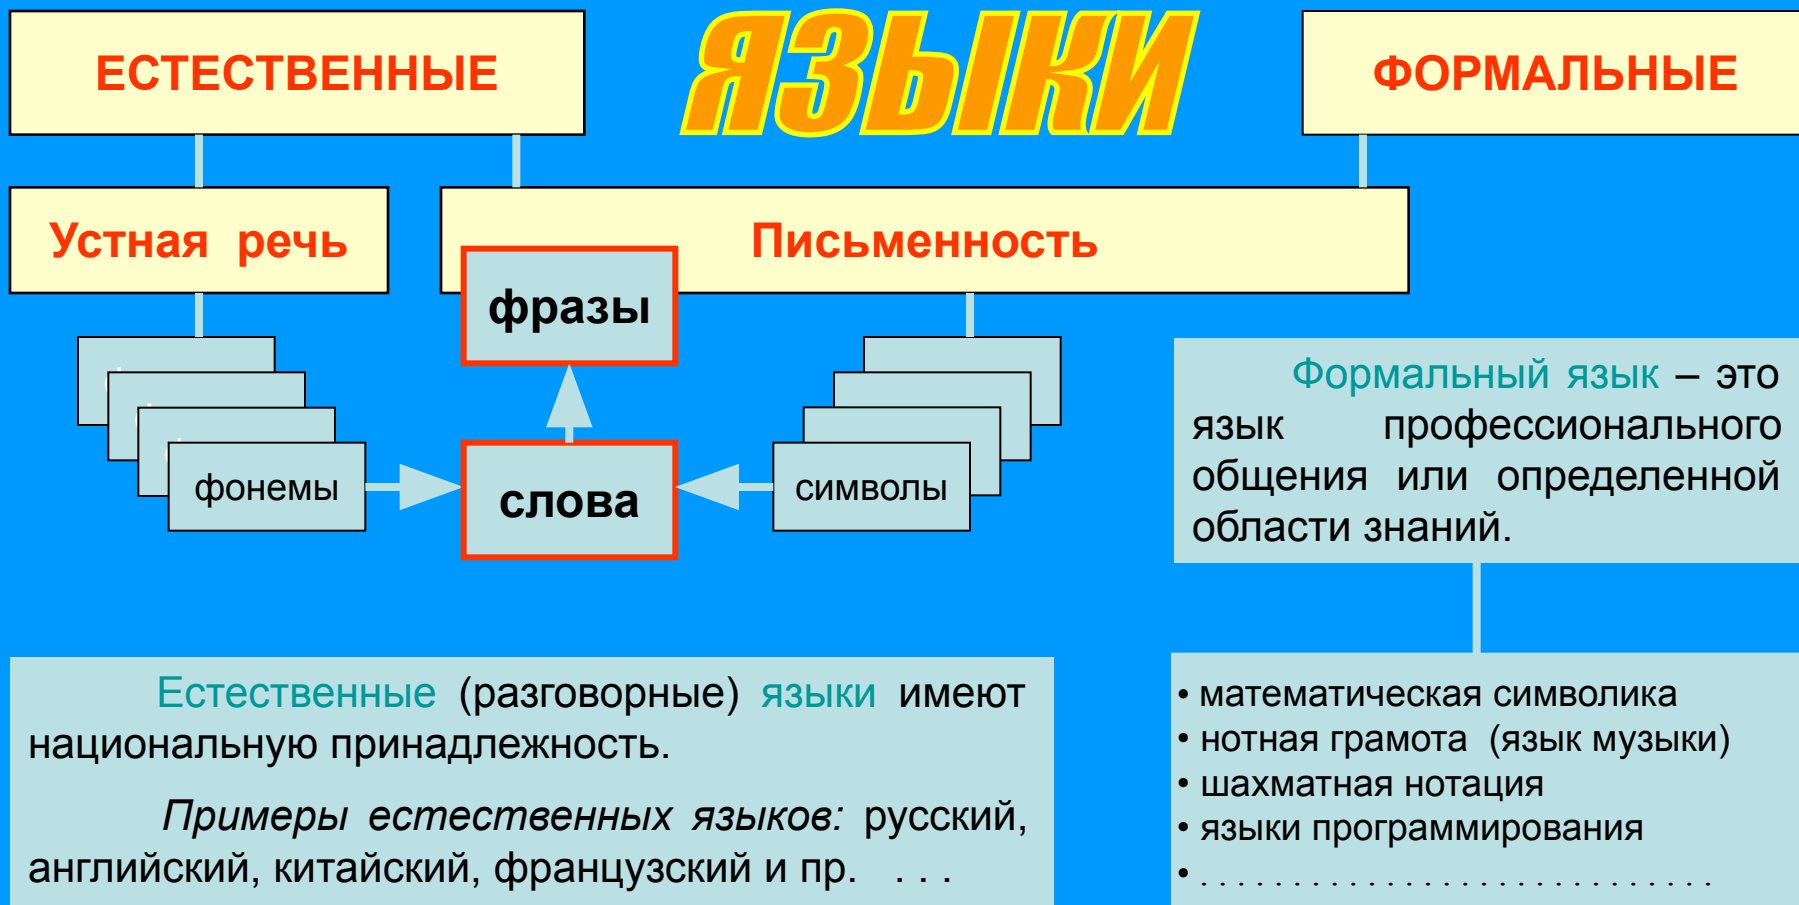 ЯЗЫКИ
ЕСТЕСТВЕННЫЕ
ФОРМАЛЬНЫЕ
Устная речь
Письменность
фразы
фонемы
слова
символы
Формальный язык – это
язык профессионального
общения или определенной
области знаний.
Естественные (разговорные) языки имеют
национальную принадлежность.
Примеры естественных языков: русский,
английский, китайский, французский и пр. . . .
• математическая символика
• нотная грамота (язык музыки)
• шахматная нотация
• языки программирования
• . . . . . . . . . . . . . . . . . . . . . . . . . . . .